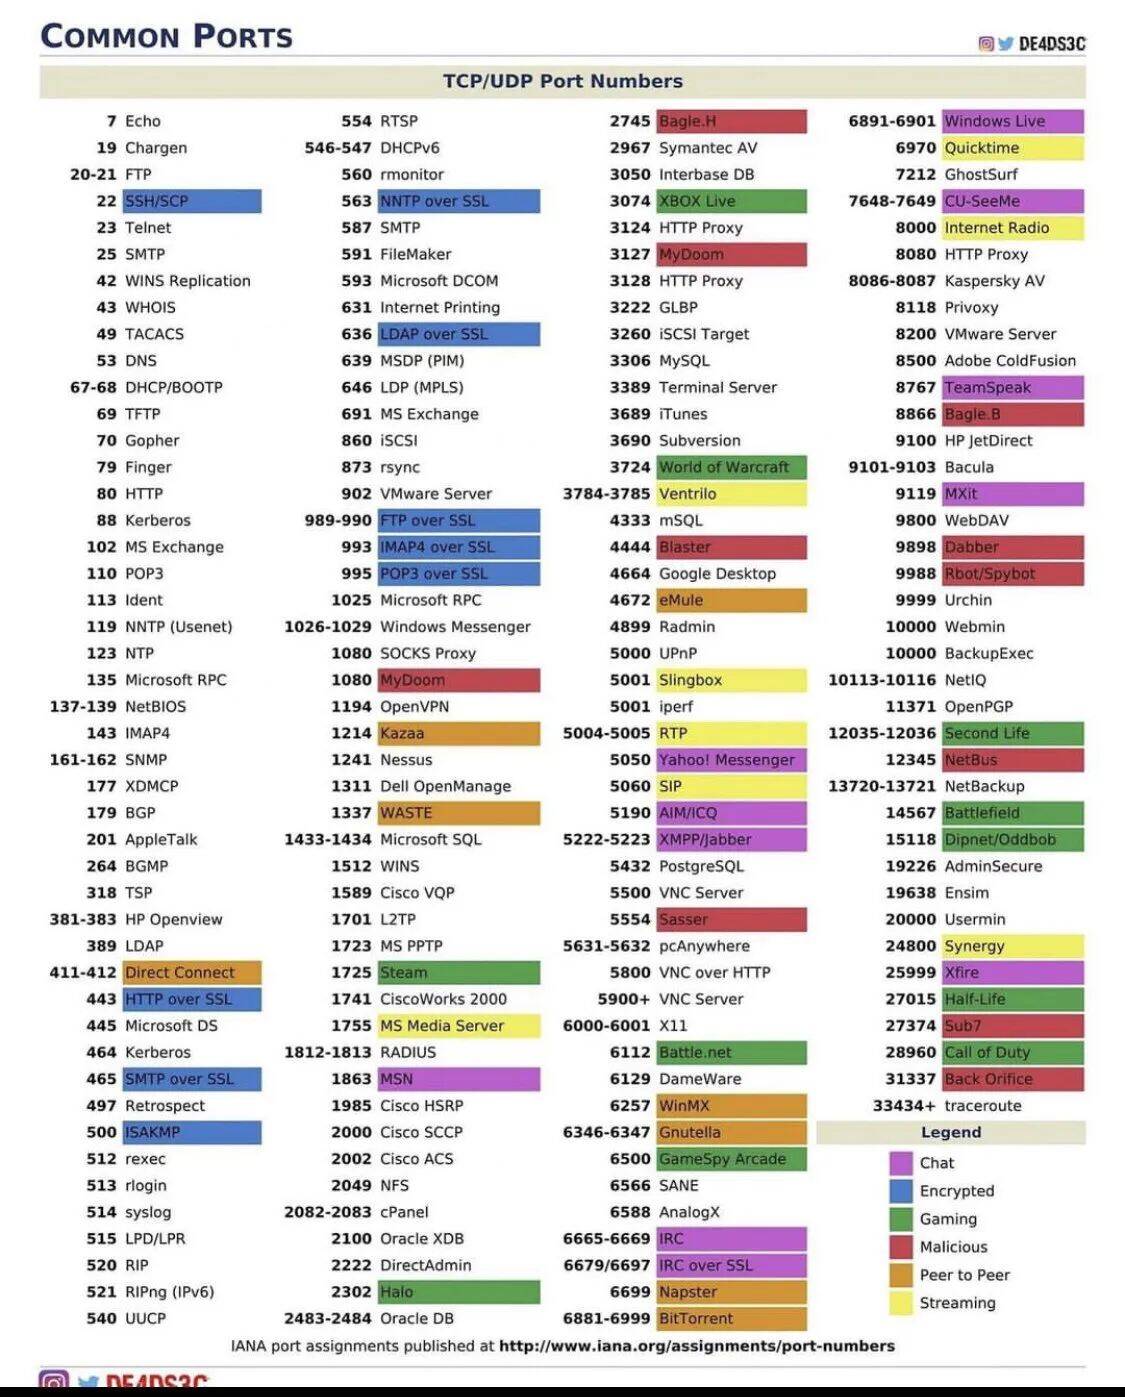 COMMON PORTS
DE4DS3C
TCP/UDP Port Numbers
7 Echo
19 Chargen
20-21 FTP
22 SSH/SCP
23 Telnet
25 SMTP
42 WINS Replication
43 WHOIS
49 TACACS
53 DNS
67-68 DHCP/BOOTP
69 TFTP
70 Gopher
79 Finger
80 HTTP
88 Kerberos
102 MS Exchange
110 POP3
113 Ident
119 NNTP (Usenet)
123 NTP
135 Microsoft RPC
137-139 NetBIOS
143 IMAP4
161-162 SNMP
177 XDMCP
179 BGP
201 AppleTalk
264 BGMP
318 TSP
381-383 HP Openview
389 LDAP
411-412 Direct Connect
443 HTTP over SSL
445 Microsoft DS
464 Kerberos
465 SMTP over SSL
497 Retrospect
500 ISAKMP
512 rexec
513 rlogin
514 syslog
515 LPD/LPR
520 RIP
521 RIPng (IPv6)
540 UUCP
554 RTSP
546-547 DHCPv6
560 rmonitor
563 NNTP over SSL
587 SMTP
591 FileMaker
593 Microsoft DCOM
631 Internet Printing
636 LDAP over SSL
639 MSDP (PIM)
646 LDP (MPLS)
691 MS Exchange
860 iSCSI
873 rsync
902 VMware Server
989-990 FTP over SSL
993 IMAP4 over SSL
995 POP3 over SSL
1025 Microsoft RPC
1026-1029 Windows Messenger
1080 SOCKS Proxy
1080 MyDoom
1194 OpenVPN
1214 Kazaa
1241 Nessus
1311 Dell OpenManage
1337 WASTE
1433-1434 Microsoft SQL
1512 WINS
1589 Cisco VQP
1701 L2TP
1723 MS PPTP
1725 Steam
1741 CiscoWorks 2000
1755 MS Media Server
1812-1813 RADIUS
1863 MSN
1985 Cisco HSRP
2000 Cisco SCCP
2002 Cisco ACS
2049 NFS
2082-2083 cPanel
2100 Oracle XDB
2222 DirectAdmin
2302 Halo
2483-2484 Oracle DB
2745 Bagle.H
2967 Symantec AV
3050 Interbase DB
3074 XBOX Live
3124 HTTP Proxy
3127 MyDoom
3128 HTTP Proxy
3222 GLBP
3260 iSCSI Target
3306 MySQL
3389 Terminal Server
3689 iTunes
3690 Subversion
3724 World of Warcraft
3784-3785 Ventrilo
4333 mSQL
4444 Blaster
4664 Google Desktop
4672 eMule
4899 Radmin
5000 UPnP
5001 Slingbox
5001 iperf
5004-5005 RTP
5050 Yahoo! Messenger
5060 SIP
5190 AIM/ICQ
5222-5223 XMPP/Jabber
5432 PostgreSQL
5500 VNC Server
5554 Sasser
5631-5632 pcAnywhere
5800 VNC over HTTP
5900+ VNC Server
6000-6001 X11
6112 Battle.net
6129 DameWare
6257 WinMX
6346-6347 Gnutella
6500 GameSpy Arcade
6566 SANE
6588 AnalogX
6665-6669 IRC
6679/6697 IRC over SSL
6699 Napster
6881-6999 BitTorrent
6891-6901 Windows Live
6970 Quicktime
7212 GhostSurf
7648-7649 CU-SeeMe
8000 Internet Radio
8080 HTTP Proxy
8086-8087 Kaspersky AV
8118 Privoxy
8200 VMware Server
8500 Adobe ColdFusion
8767 TeamSpeak
8866 Bagle.B
9100 HP JetDirect
9101-9103 Bacula
9119 MXit
9800 WebDAV
9898 Dabber
9988 Rbot/Spybot
9999 Urchin
10000 Webmin
10000 BackupExec
10113-10116 NetIQ
11371 OpenPGP
12035-12036 Second Life
12345 NetBus
13720-13721 NetBackup
14567 Battlefield
15118 Dipnet/Oddbob
19226 AdminSecure
19638 Ensim
20000 Usermin
24800 Synergy
25999 Xfire
27015 Half-Life
27374 Sub7
28960 Call of Duty
31337 Back Orifice
33434+ traceroute
Legend
Chat
Encrypted
Gaming
Malicious
Peer to Peer
Streaming
IANA port assignments published at http://www.iana.org/assignments/port-numbers
DE4DS3C